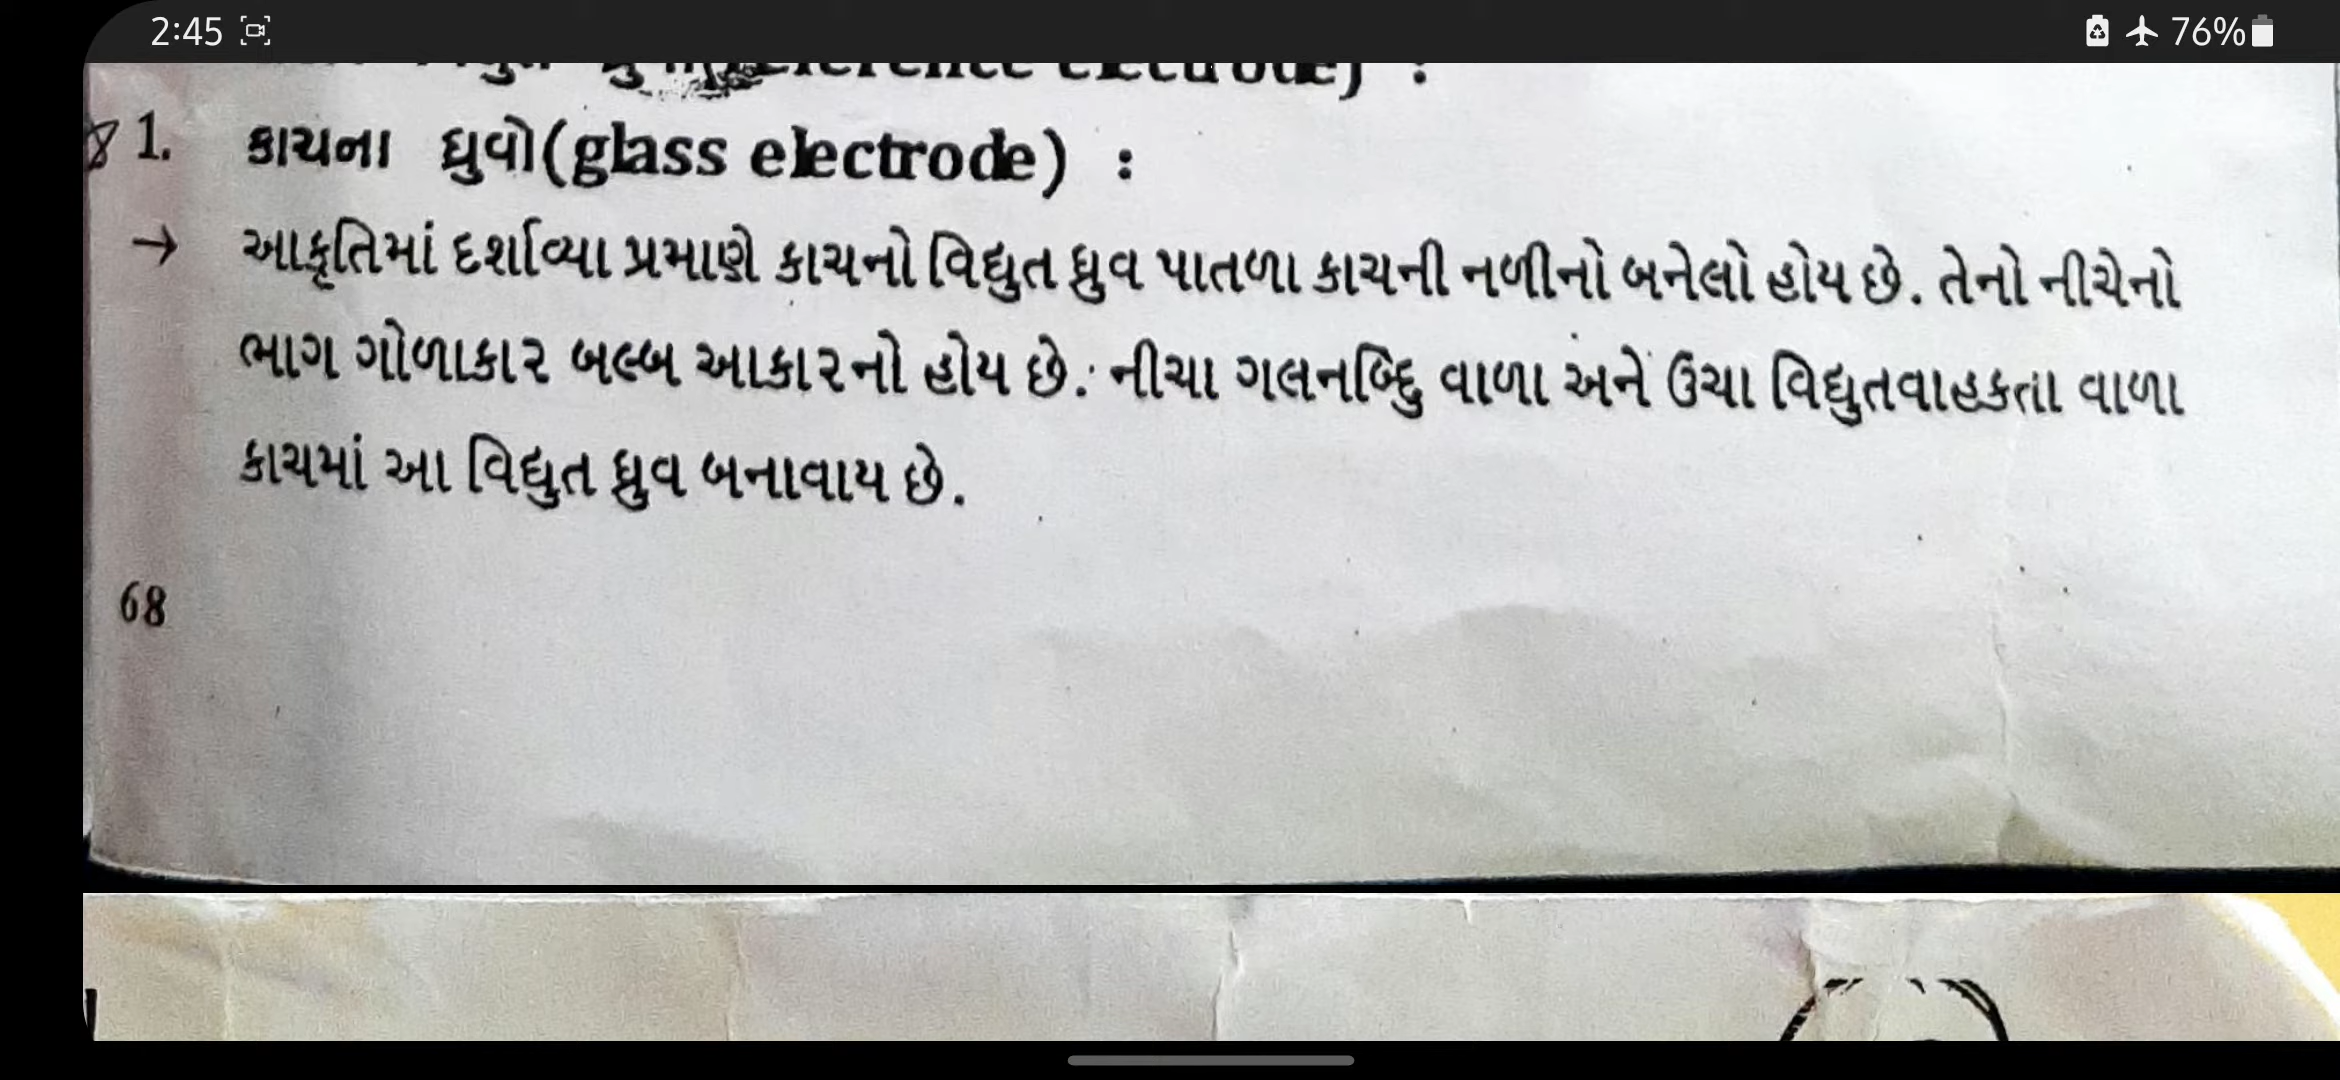 2:45 76%
electrode) :
1. કાચના ધ્રુવો(glass electrode) :
→ આકૃતિમાં દર્શાવ્યા પ્રમાણે કાચનો વિદ્યુત ધ્રુવ પાતળા કાચની નળીનો બનેલો હોય છે. તેનો નીચેનો
ભાગ ગોળાકાર બલ્બ આકારનો હોય છે. નીચા ગલનબ્દિુ વાળા અને ઉચા વિદ્યુતવાહકતા વાળા
કાચમાં આ વિદ્યુત ધ્રુવ બનાવાય છે.
68